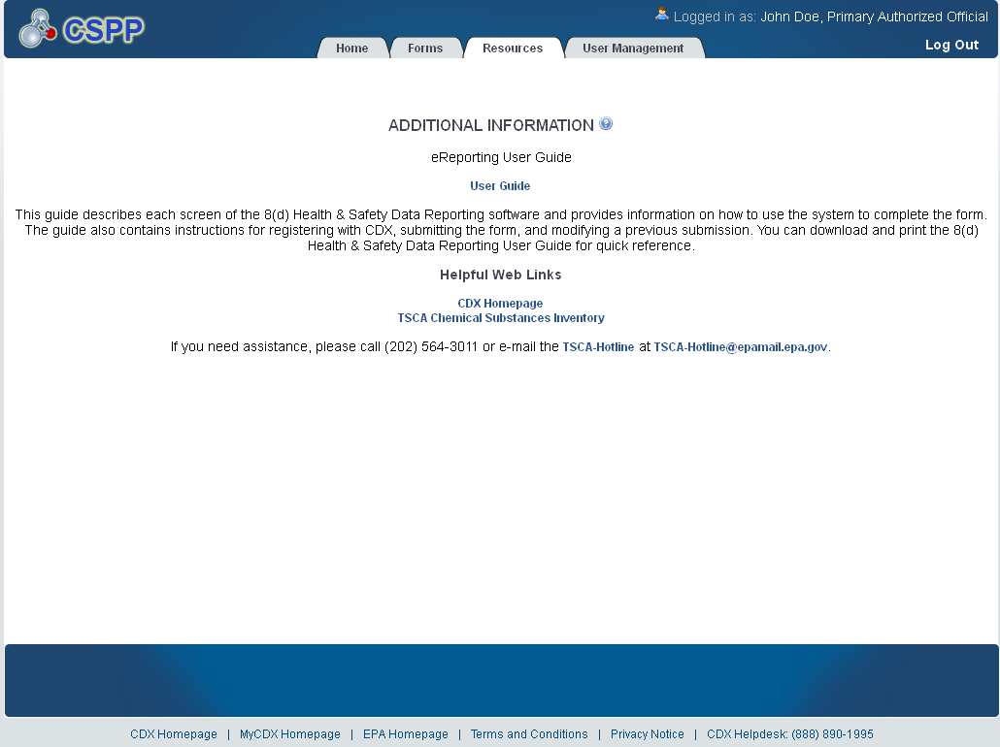 CSPP
Logged in as: John Doe, Primary Authorized Official
Log Out
Home
Forms
Resources
User Management
ADDITIONAL INFORMATION
eReporting User Guide
User Guide
This guide describes each screen of the 8(d) Health & Safety Data Reporting software and provides information on how to use the system to complete the form.
The guide also contains instructions for registering with CDX, submitting the form, and modifying a previous submission. You can download and print the 8(d)
Health & Safety Data Reporting User Guide for quick reference.
Helpful Web Links
CDX Homepage
TSCA Chemical Substances Inventory
If you need assistance, please call (202) 564-3011 or e-mail the TSCA-Hotline at TSCA-Hotline@epamail.epa.gov.
CDX Homepage | MyCDX Homepage | EPA Homepage | Terms and Conditions | Privacy Notice | CDX Helpdesk: (888) 890-1995